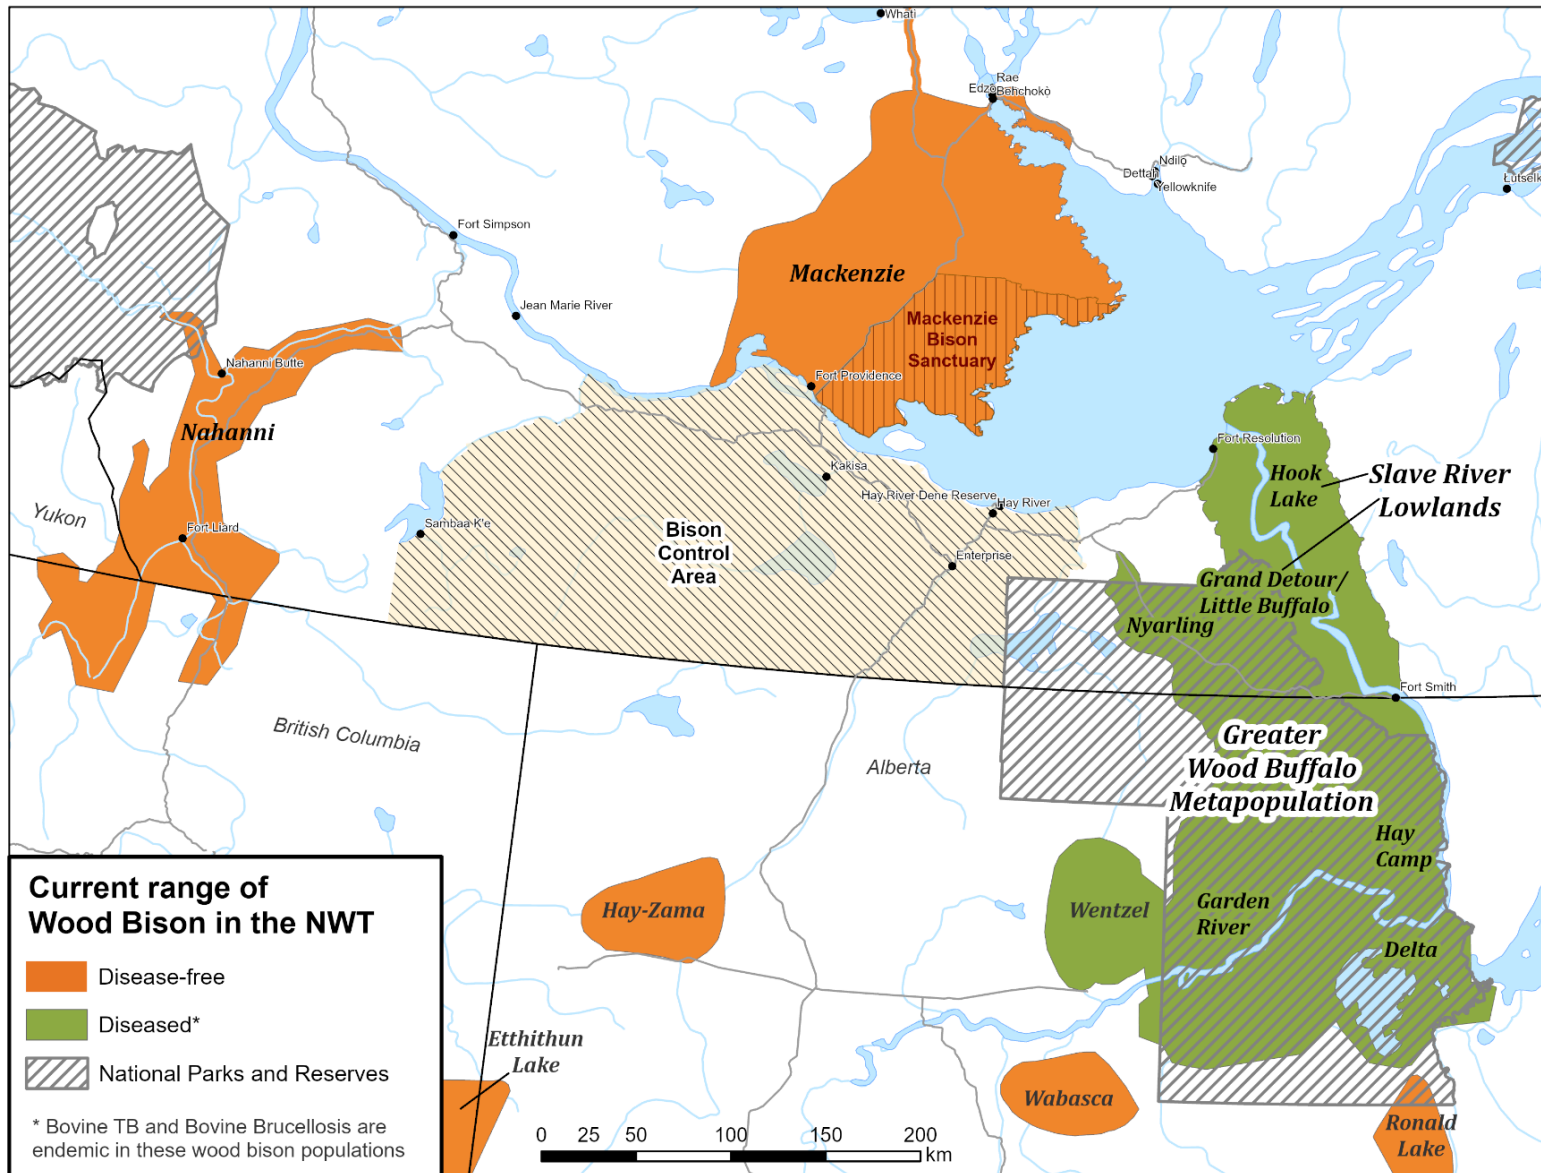 Whati
Rae
Edzo
Behchokǫ̀
Ndilǫ
Dettah
Yellowknife
Łutselk
Fort Simpson
Jean Marie River
Mackenzie
Mackenzie
Bison
Sanctuary
Nahanni Butte
Fort Providence
Nahanni
Fort Resolution
Kakisa
Hook
Lake
Slave River
Lowlands
Hay River Dene Reserve
Hay River
Yukon
Fort Liard
Sambaa K'e
Bison
Control
Area
Enterprise
Grand Detour/
Little Buffalo
Nyarling
Fort Smith
British Columbia
Alberta
Greater
Wood Buffalo
Metapopulation
Hay
Camp
Hay-Zama
Wentzel
Garden
River
Delta
Current range of
Wood Bison in the NWT
Disease-free
Diseased*
National Parks and Reserves
* Bovine TB and Bovine Brucellosis are
endemic in these wood bison populations
Etthithun
Lake
Wabasca
Ronald
Lake
0 25 50 100 150 200
km